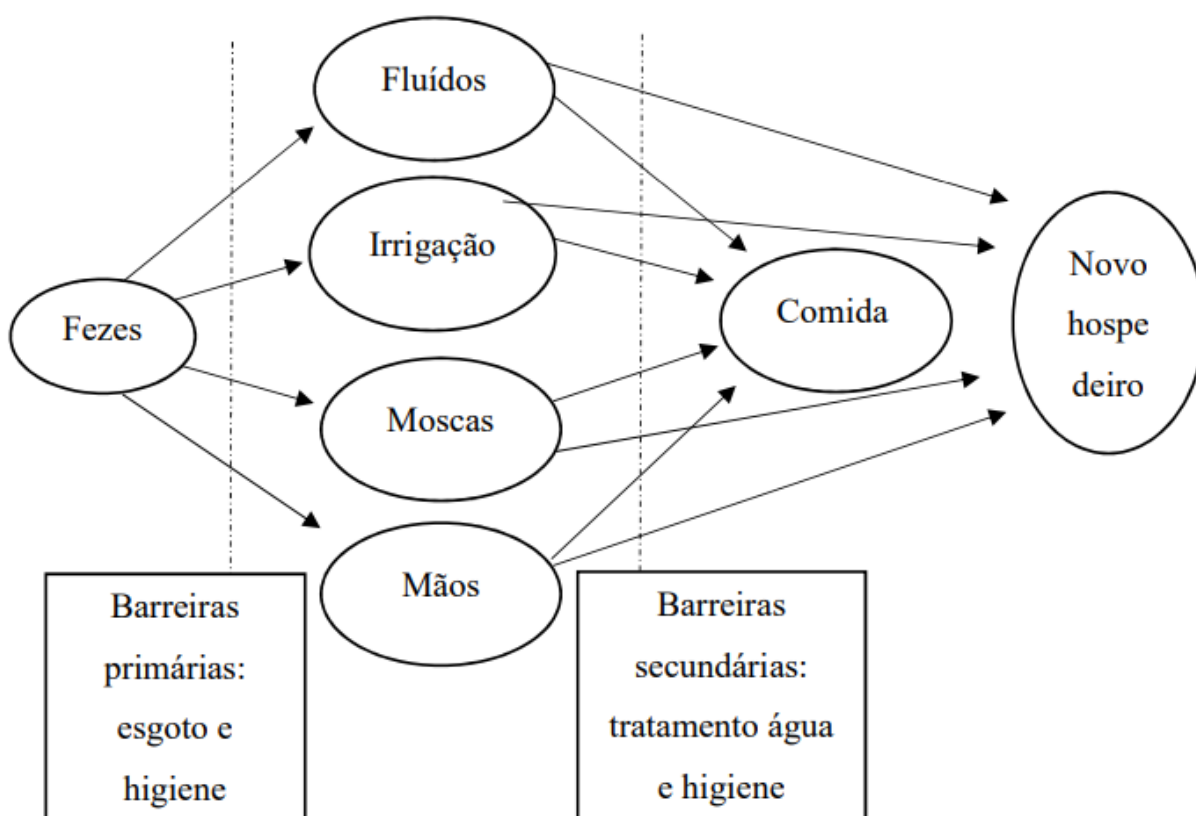 Fluídos
Irrigação
Fezes
Moscas
Mãos
Comida
Novo
hospe
deiro
Barreiras
primárias:
esgoto e
higiene
Barreiras
secundárias:
tratamento água
e higiene